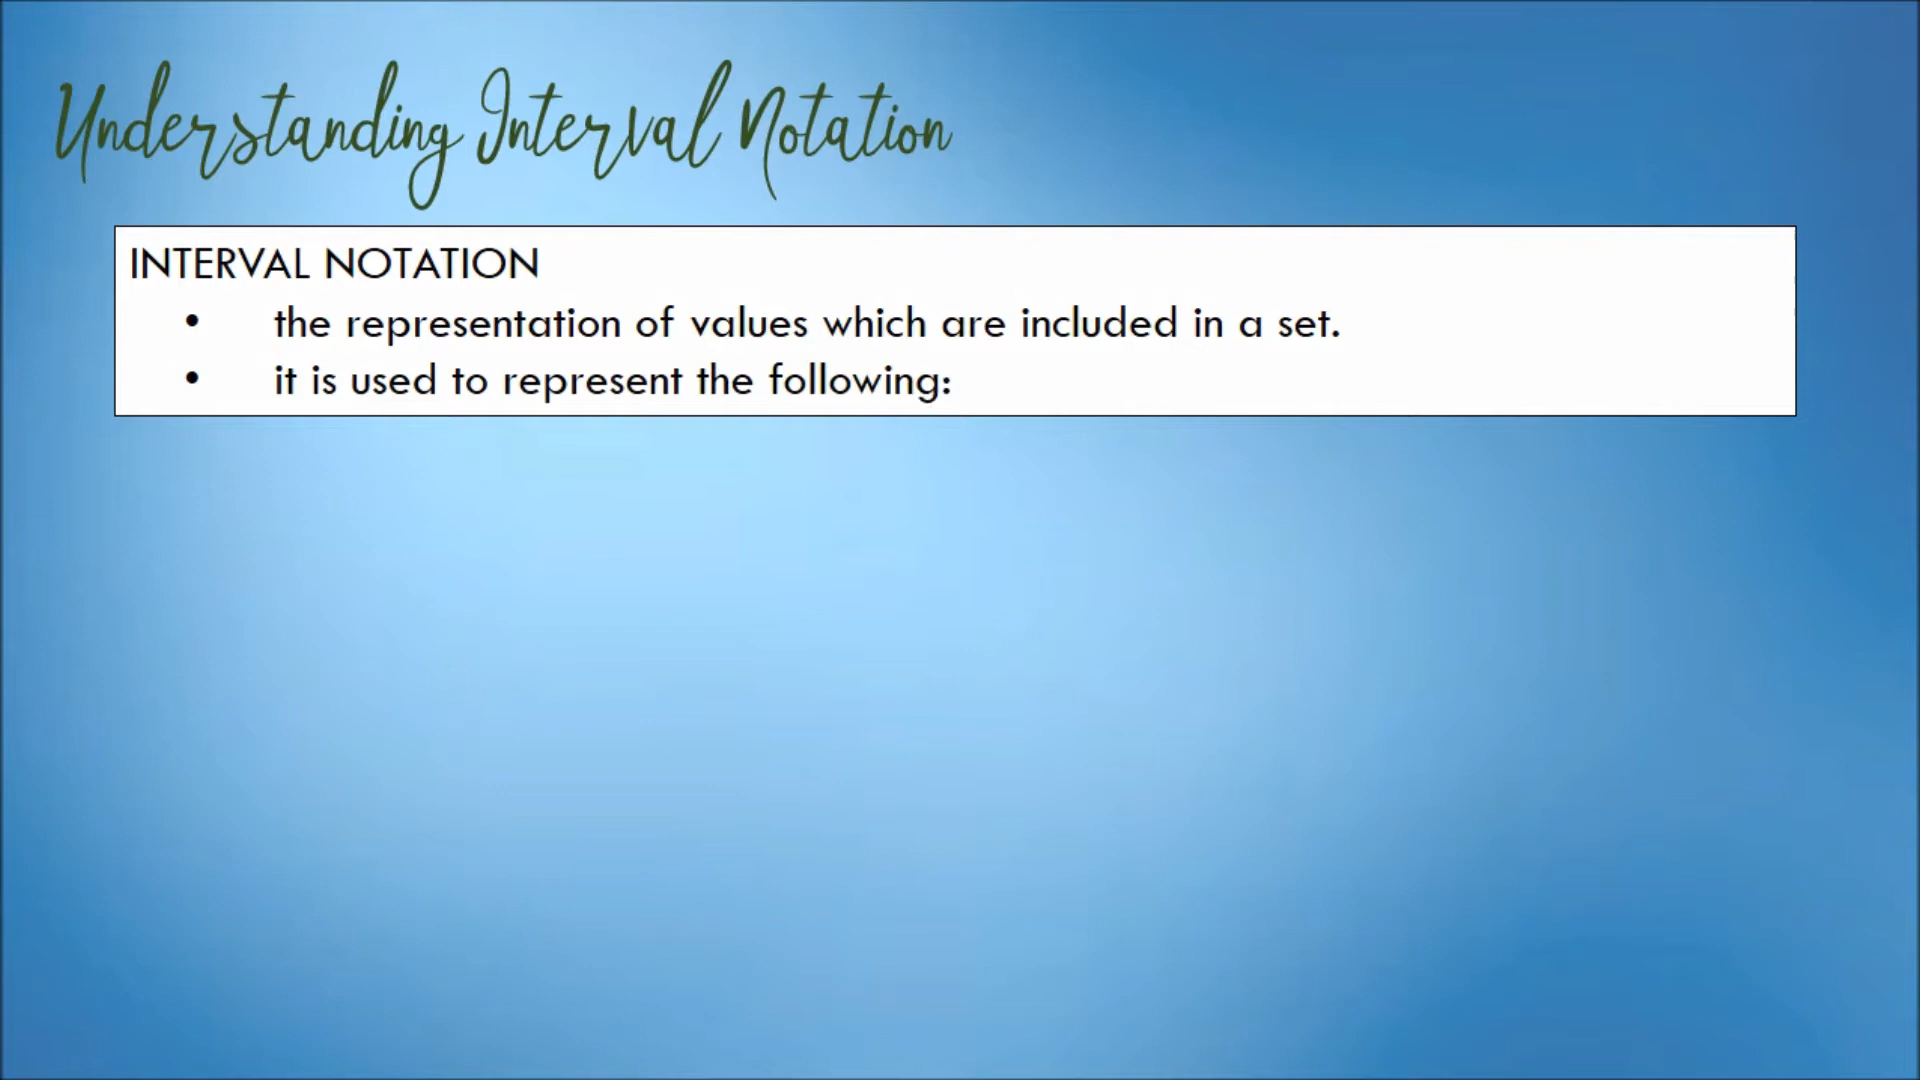 Understanding Interval Notation
INTERVAL NOTATION
• the representation of values which are included in a set.
• it is used to represent the following: